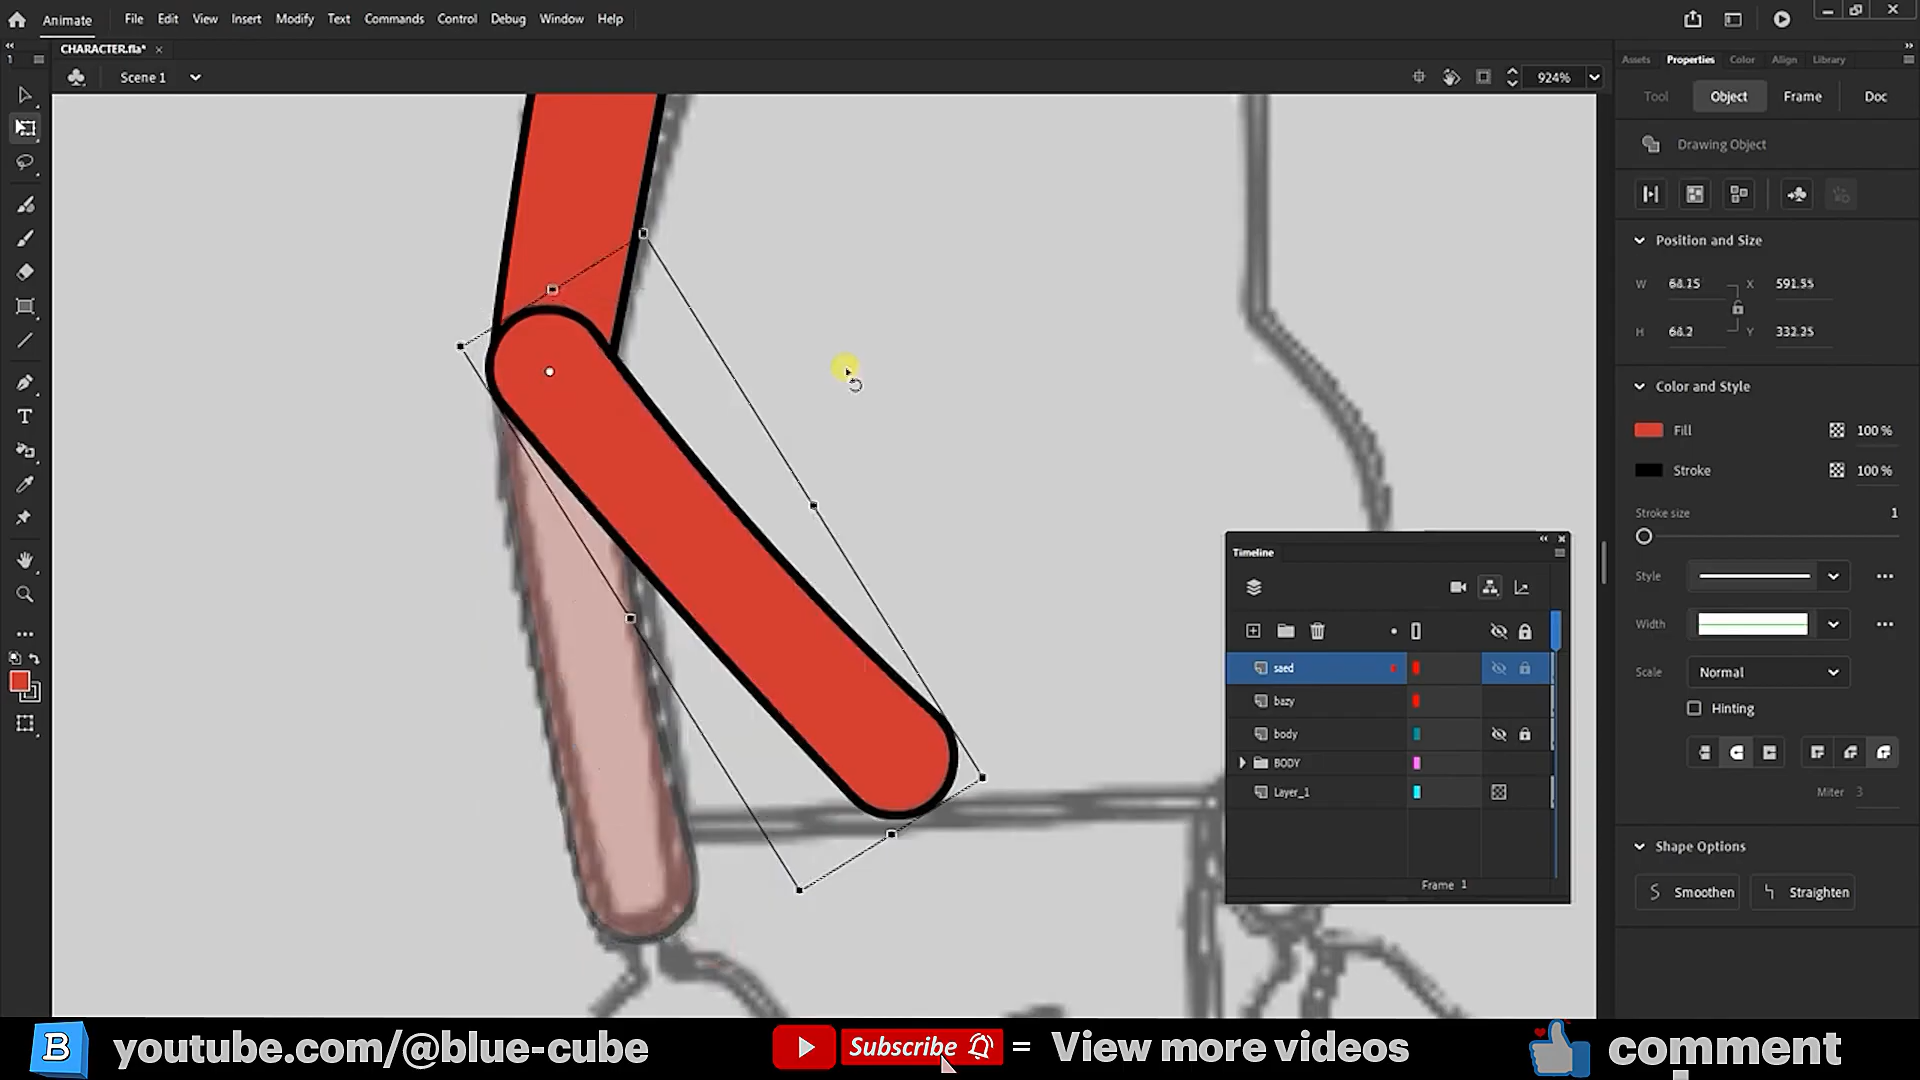 Animate File Edit View Insert Modify Text Commands Control Debug Window Help
CHARACTER.fla*
1
Scene 1
924%
Assets Properties Color Align Library
Tool Object Frame Doc
Drawing Object
Position and Size
W 68.15 X 591.55
H 68.2 Y 332.25
Color and Style
Fill 100 %
Stroke 100 %
Stroke size 1
Style
Width
Scale Normal
Hinting
Miter 3
Shape Options
Smoothen Straighten
Timeline
saed
bazy
body
BODY
Layer_1
Frame 1
B youtube.com/@blue-cube Subscribe = View more videos comment